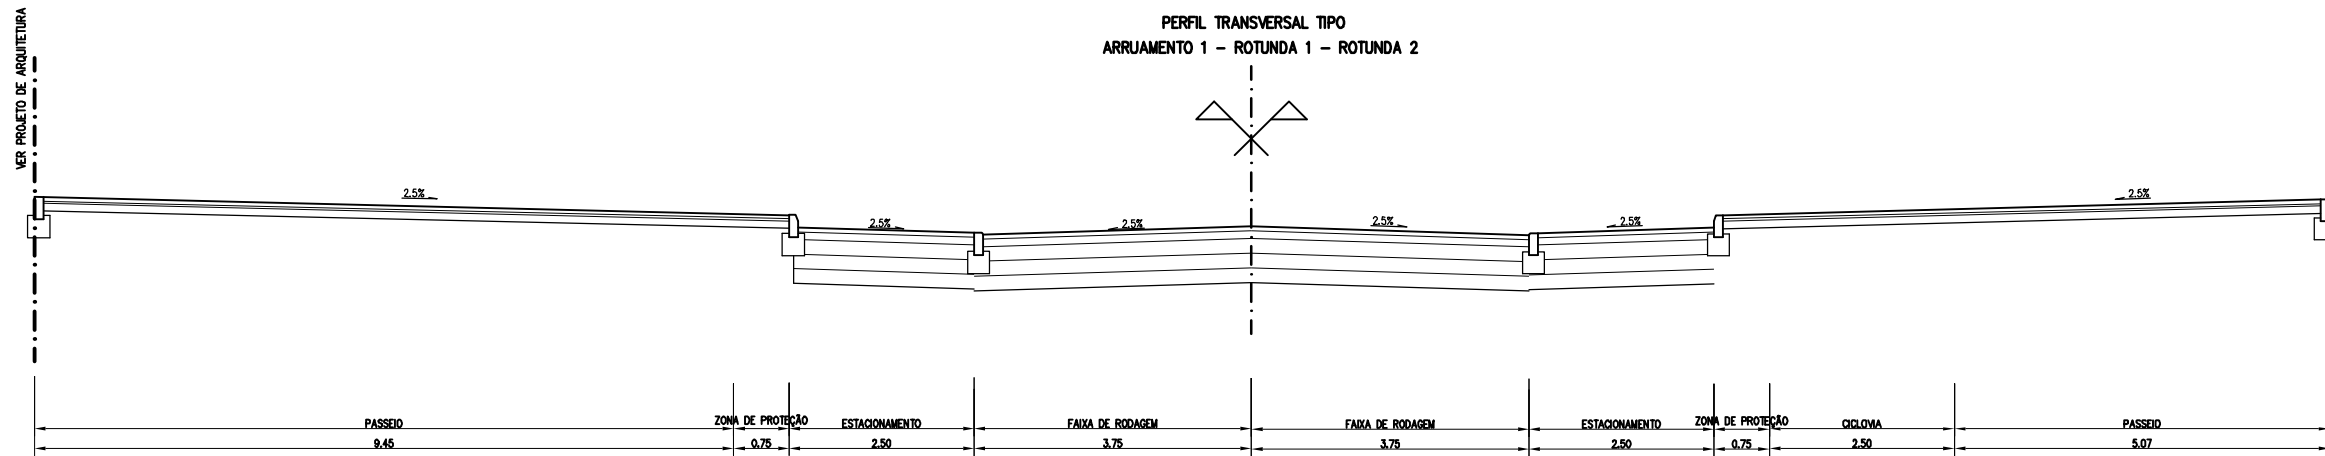 PERFIL TRANSVERSAL TIPO
ARRUAMENTO 1 - ROTUNDA 1 - ROTUNDA 2
VER PROJETO DE ARQUITETURA
2.5%
2.5%
2.5%
2.5%
2.5%
2.5%
PASSEIO
ZONA DE PROTEÇÃO
ESTACIONAMENTO
FAIXA DE RODAGEM
FAIXA DE RODAGEM
ESTACIONAMENTO
ZONA DE PROTEÇÃO
CICLOVIA
PASSEIO
9.45
0.75
2.50
3.75
3.75
2.50
0.75
2.50
5.07